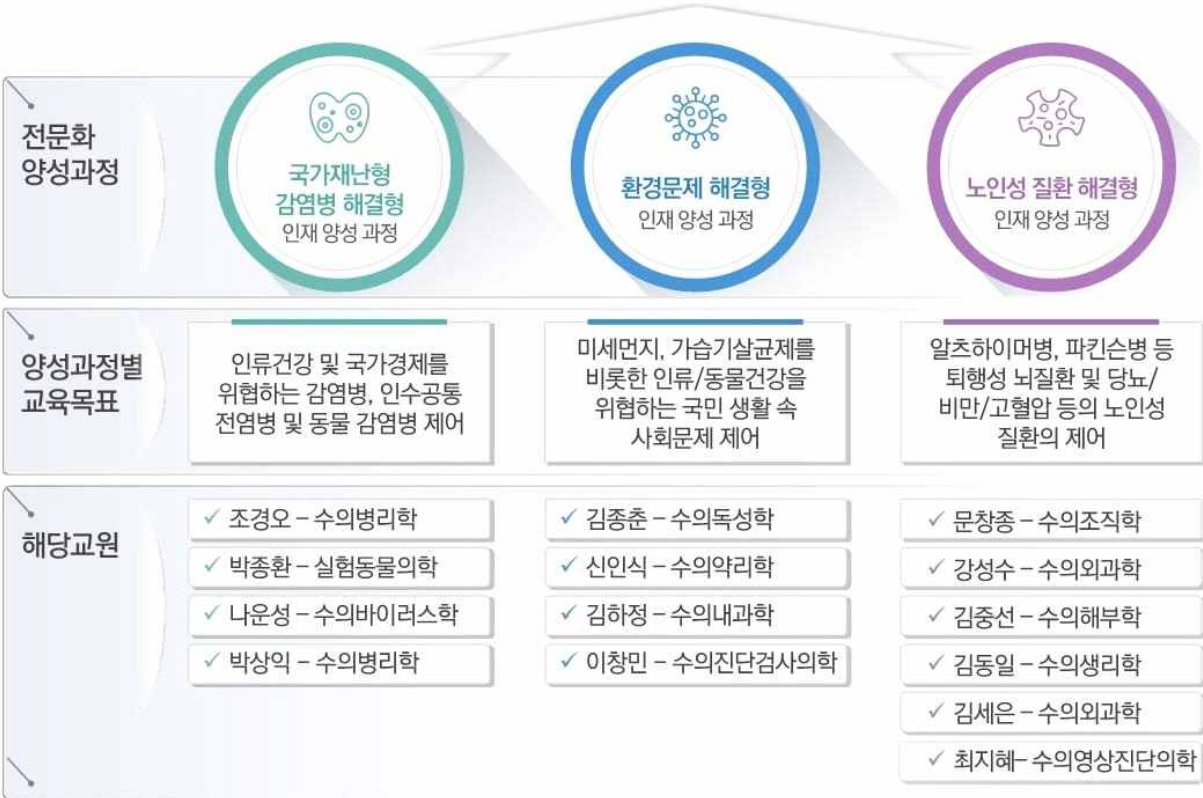 전문화
양성과정
국가재난형
감염병 해결형
인재 양성 과정
환경문제 해결형
인재 양성 과정
노인성 질환 해결형
인재 양성 과정
양성과정별
교육목표
인류건강 및 국가경제를
위협하는 감염병, 인수공통
전염병 및 동물 감염병 제어
미세먼지, 가습기살균제를
비롯한 인류/동물건강을
위협하는 국민 생활 속
사회문제 제어
알츠하이머병, 파킨슨병 등
퇴행성 뇌질환 및 당뇨/
비만/고혈압 등의 노인성
질환의 제어
해당교원
✓ 조경오 – 수의병리학
✓ 박종환 – 실험동물의학
✓ 나운성 – 수의바이러스학
✓ 박상익 – 수의병리학
✓ 김종춘 – 수의독성학
✓ 신인식 – 수의약리학
✓ 김하정 – 수의내과학
✓ 이창민 – 수의진단검사의학
✓ 문창종 – 수의조직학
✓ 강성수 – 수의외과학
✓ 김중선 – 수의해부학
✓ 김동일 – 수의생리학
✓ 김세은 – 수의외과학
✓ 최지혜– 수의영상진단의학